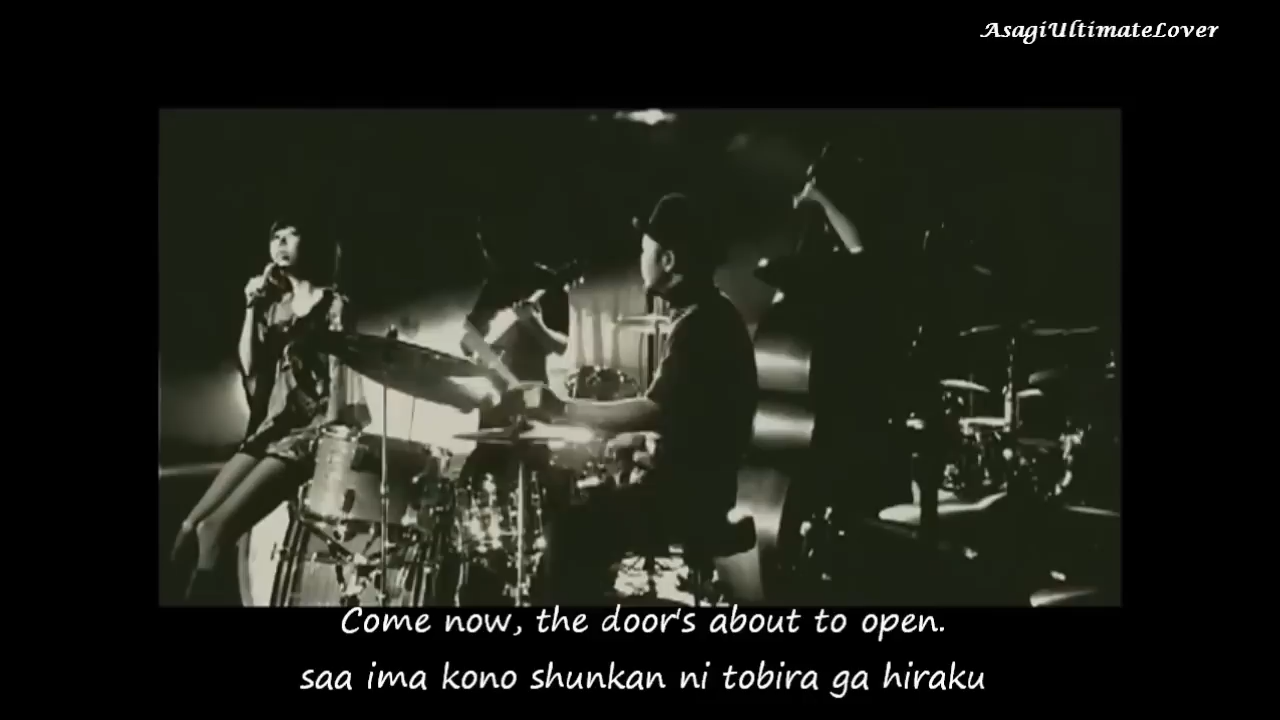 AsagiUltimateLover
Come now, the door's about to open.
saa ima kono shunkan ni tobira ga hiraku